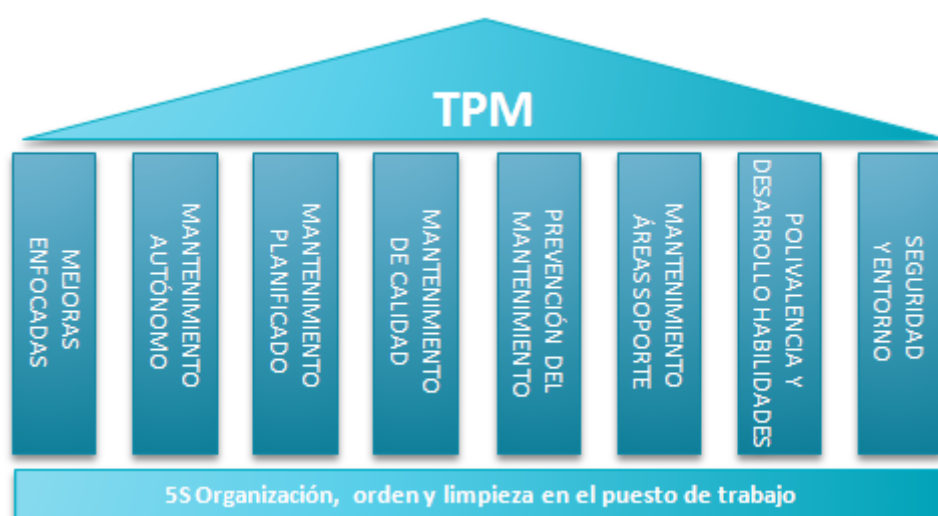 TPM
MEJORAS
ENFOCADAS
MANTENIMIENTO
AUTÓNOMO
MANTENIMIENTO
PLANIFICADO
MANTENIMIENTO
DE CALIDAD
PREVENCIÓN DEL
MANTENIMIENTO
MANTENIMIENTO
ÁREAS SOPORTE
POLIVALENCIA Y
DESARROLLO HABILIDADES
SEGURIDAD
Y ENTORNO
5S Organización, orden y limpieza en el puesto de trabajo